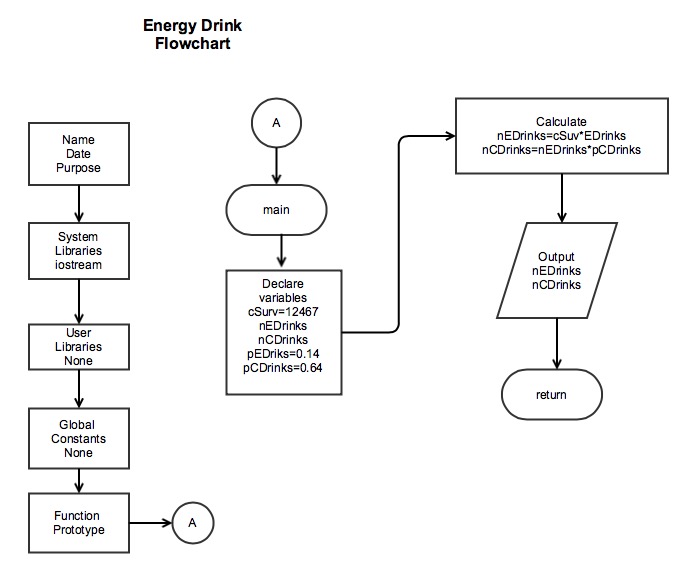 Energy Drink
Flowchart
Name
Date
Purpose
System
Libraries
iostream
User
Libraries
None
Global
Constants
None
Function
Prototype
A
A
main
Declare
variables
cSurv=12467
nEDrinks
nCDrinks
pEDriks=0.14
pCDrinks=0.64
Calculate
nEDrinks=cSuv*EDrinks
nCDrinks=nEDrinks*pCDrinks
Output
nEDrinks
nCDrinks
return